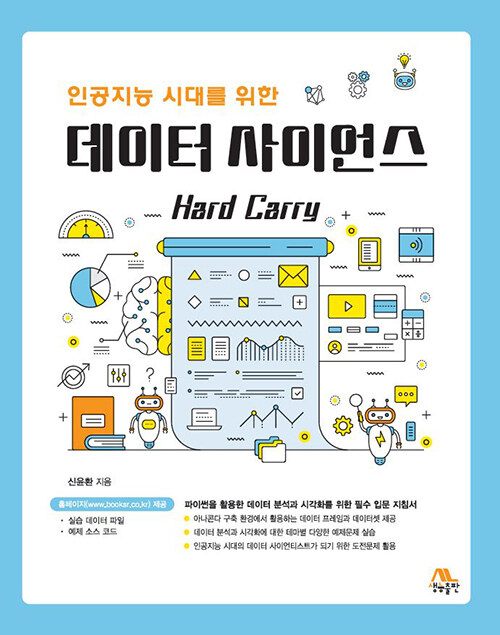 인공지능 시대를 위한
데이터 사이언스
Hard Carry
?
신윤환 지음
홈페이지(www.booksr.co.kr) 제공
• 실습 데이터 파일
• 예제 소스 코드
파이썬을 활용한 데이터 분석과 시각화를 위한 필수 입문 지침서
아나콘다 구축 환경에서 활용하는 데이터 프레임과 데이터셋 제공
데이터 분석과 시각화에 대한 테마별 다양한 예제문제 실습
인공지능 시대의 데이터 사이언티스트가 되기 위한 도전문제 활용
생능출판